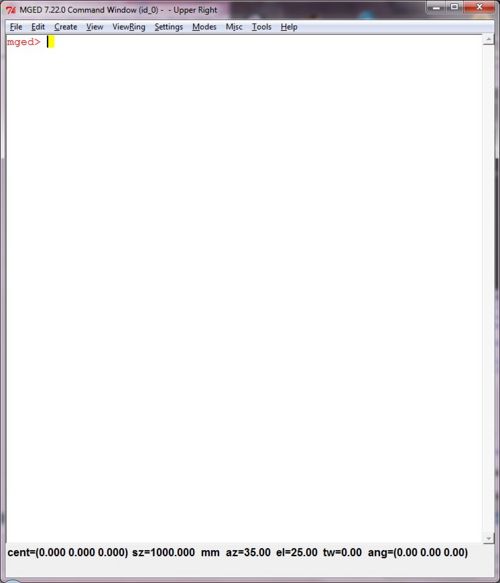 MGED 7.22.0 Command Window (id_0) - - Upper Right
File Edit Create View ViewRing Settings Modes Misc Tools Help
mged>
cent=(0.000 0.000 0.000) sz=1000.000 mm az=35.00 el=25.00 tw=0.00 ang=(0.00 0.00 0.00)